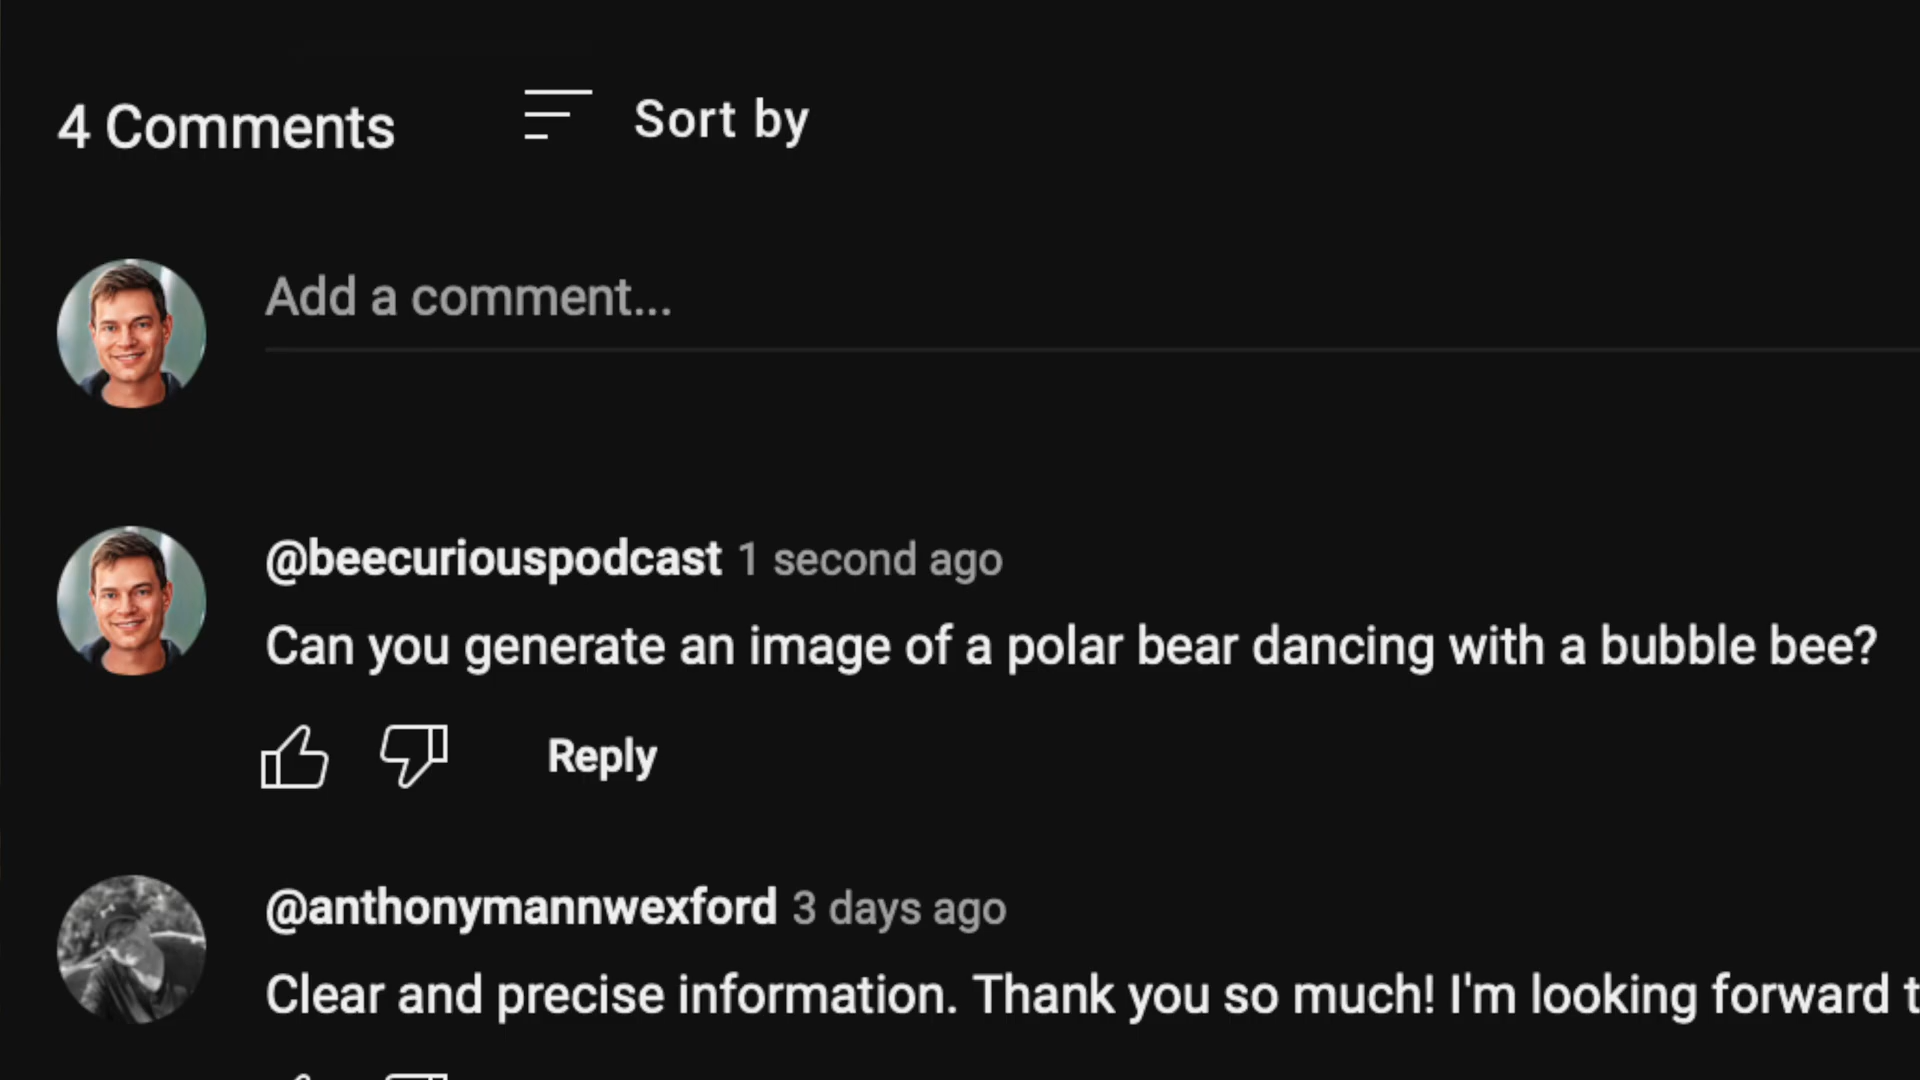 4 Comments
Sort by
Add a comment...
@beecuriouspodcast 1 second ago
Can you generate an image of a polar bear dancing with a bubble bee?
Reply
@anthonymannwexford 3 days ago
Clear and precise information. Thank you so much! I'm looking forward t